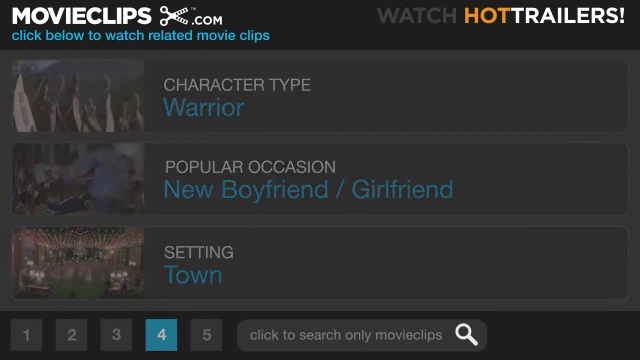 MOVIECLIPS .COM
WATCH HOTTRAILERS!
click below to watch related movie clips
CHARACTER TYPE
Warrior
POPULAR OCCASION
New Boyfriend / Girlfriend
SETTING
Town
1 2 3 4 5 click to search only movieclips